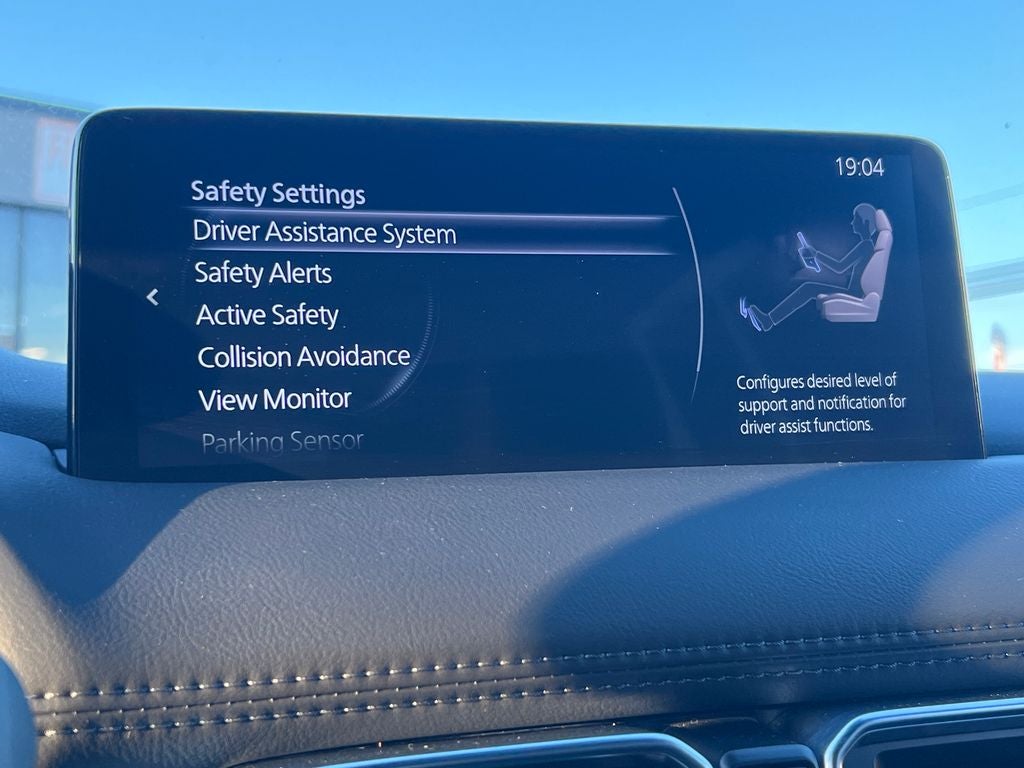 19:04
Safety Settings
Driver Assistance System
Safety Alerts
Active Safety
Collision Avoidance
View Monitor
Parking Sensor
Configures desired level of
support and notification for
driver assist functions.